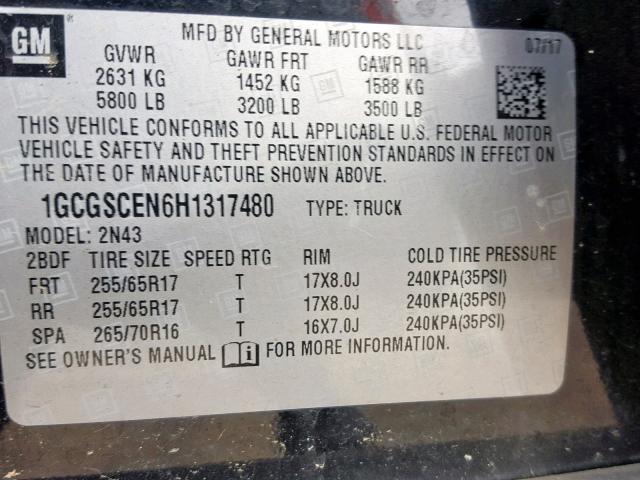 GM
MFD BY GENERAL MOTORS LLC
07/17
GVWR GAWR FRT GAWR RR
2631 KG 1452 KG 1588 KG
5800 LB 3200 LB 3500 LB
THIS VEHICLE CONFORMS TO ALL APPLICABLE U.S. FEDERAL MOTOR
VEHICLE SAFETY AND THEFT PREVENTION STANDARDS IN EFFECT ON
THE DATE OF MANUFACTURE SHOWN ABOVE.
1GCGSCEN6H1317480 TYPE: TRUCK
MODEL: 2N43
2BDF TIRE SIZE SPEED RTG RIM COLD TIRE PRESSURE
FRT 255/65R17 T 17X8.0J 240KPA(35PSI)
RR 255/65R17 T 17X8.0J 240KPA(35PSI)
SPA 265/70R16 T 16X7.0J 240KPA(35PSI)
SEE OWNER'S MANUAL FOR MORE INFORMATION.